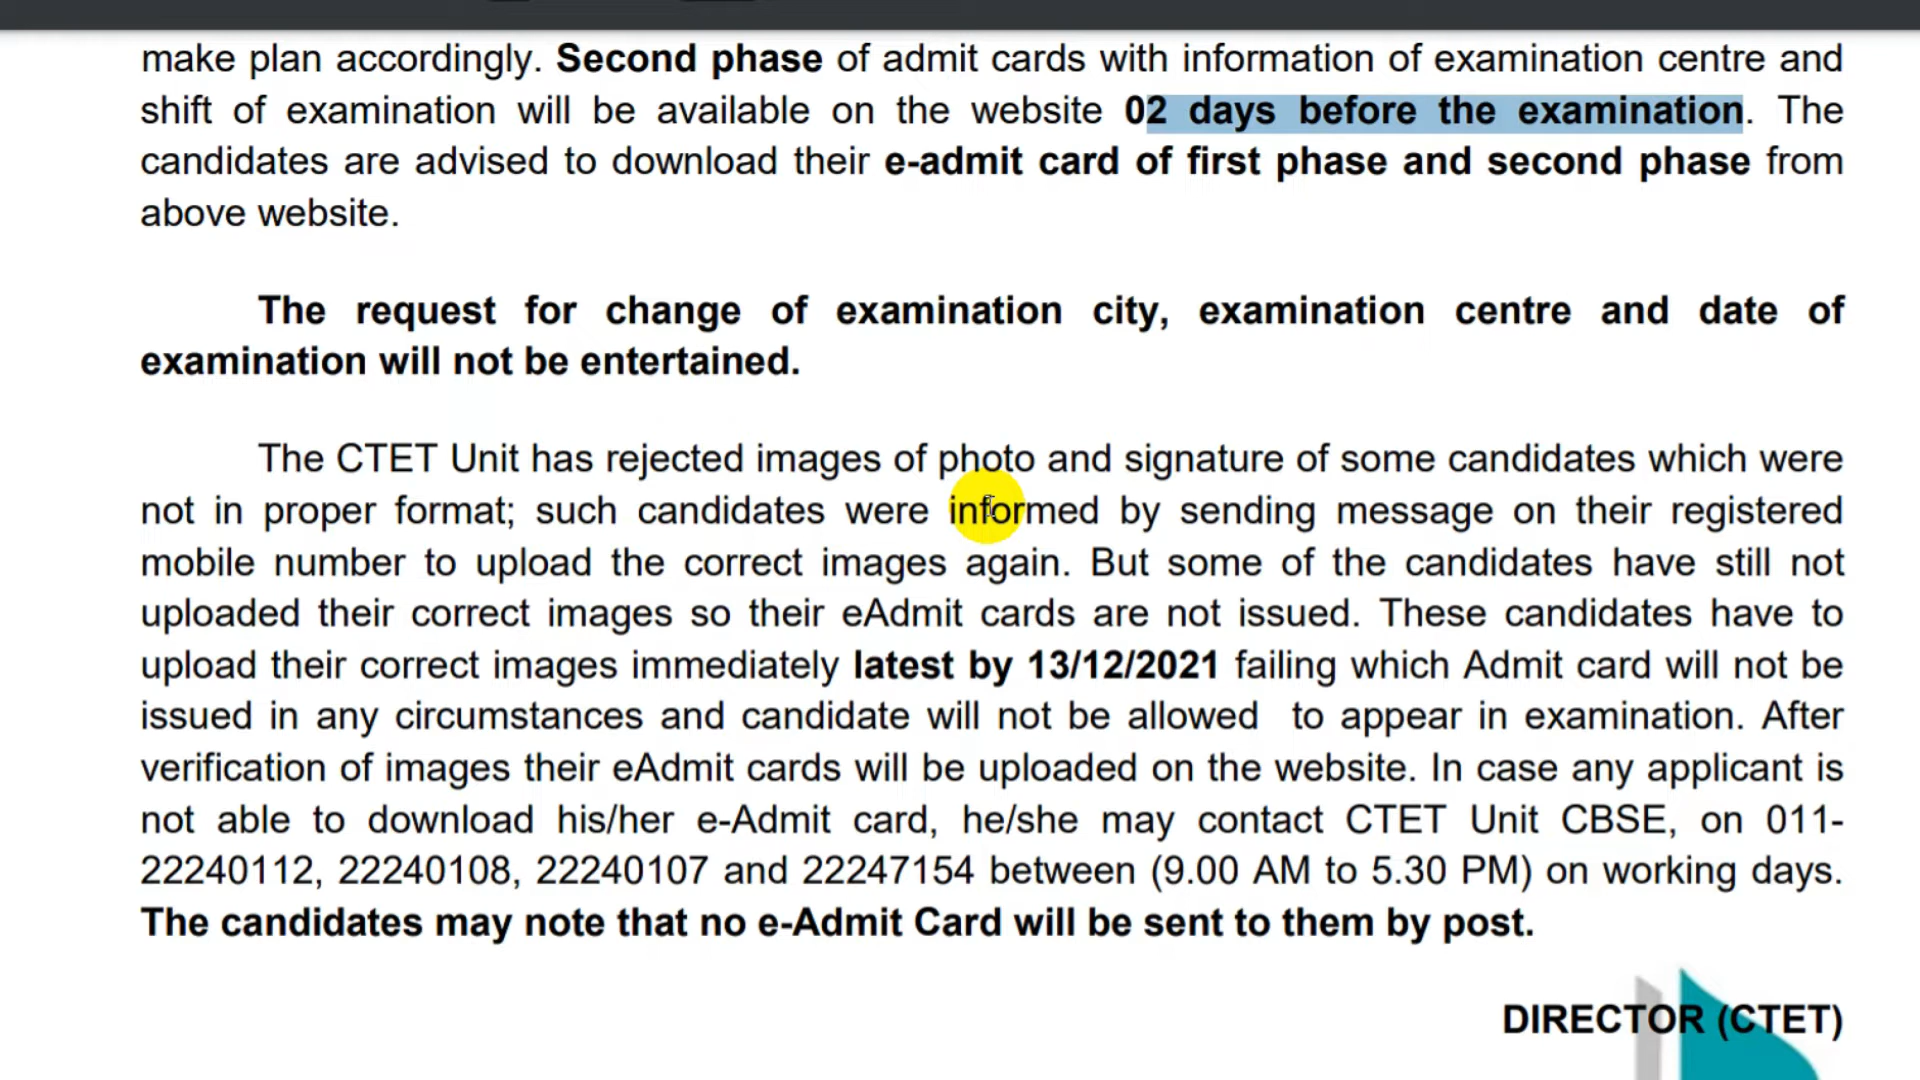 make plan accordingly. Second phase of admit cards with information of examination centre and
shift of examination will be available on the website 02 days before the examination. The
candidates are advised to download their e-admit card of first phase and second phase from
above website.
The request for change of examination city, examination centre and date of
examination will not be entertained.
The CTET Unit has rejected images of photo and signature of some candidates which were
not in proper format; such candidates were informed by sending message on their registered
mobile number to upload the correct images again. But some of the candidates have still not
uploaded their correct images so their eAdmit cards are not issued. These candidates have to
upload their correct images immediately latest by 13/12/2021 failing which Admit card will not be
issued in any circumstances and candidate will not be allowed  to appear in examination. After
verification of images their eAdmit cards will be uploaded on the website. In case any applicant is
not able to download his/her e-Admit card, he/she may contact CTET Unit CBSE, on 011-
22240112, 22240108, 22240107 and 22247154 between (9.00 AM to 5.30 PM) on working days.
The candidates may note that no e-Admit Card will be sent to them by post.
DIRECTOR (CTET)